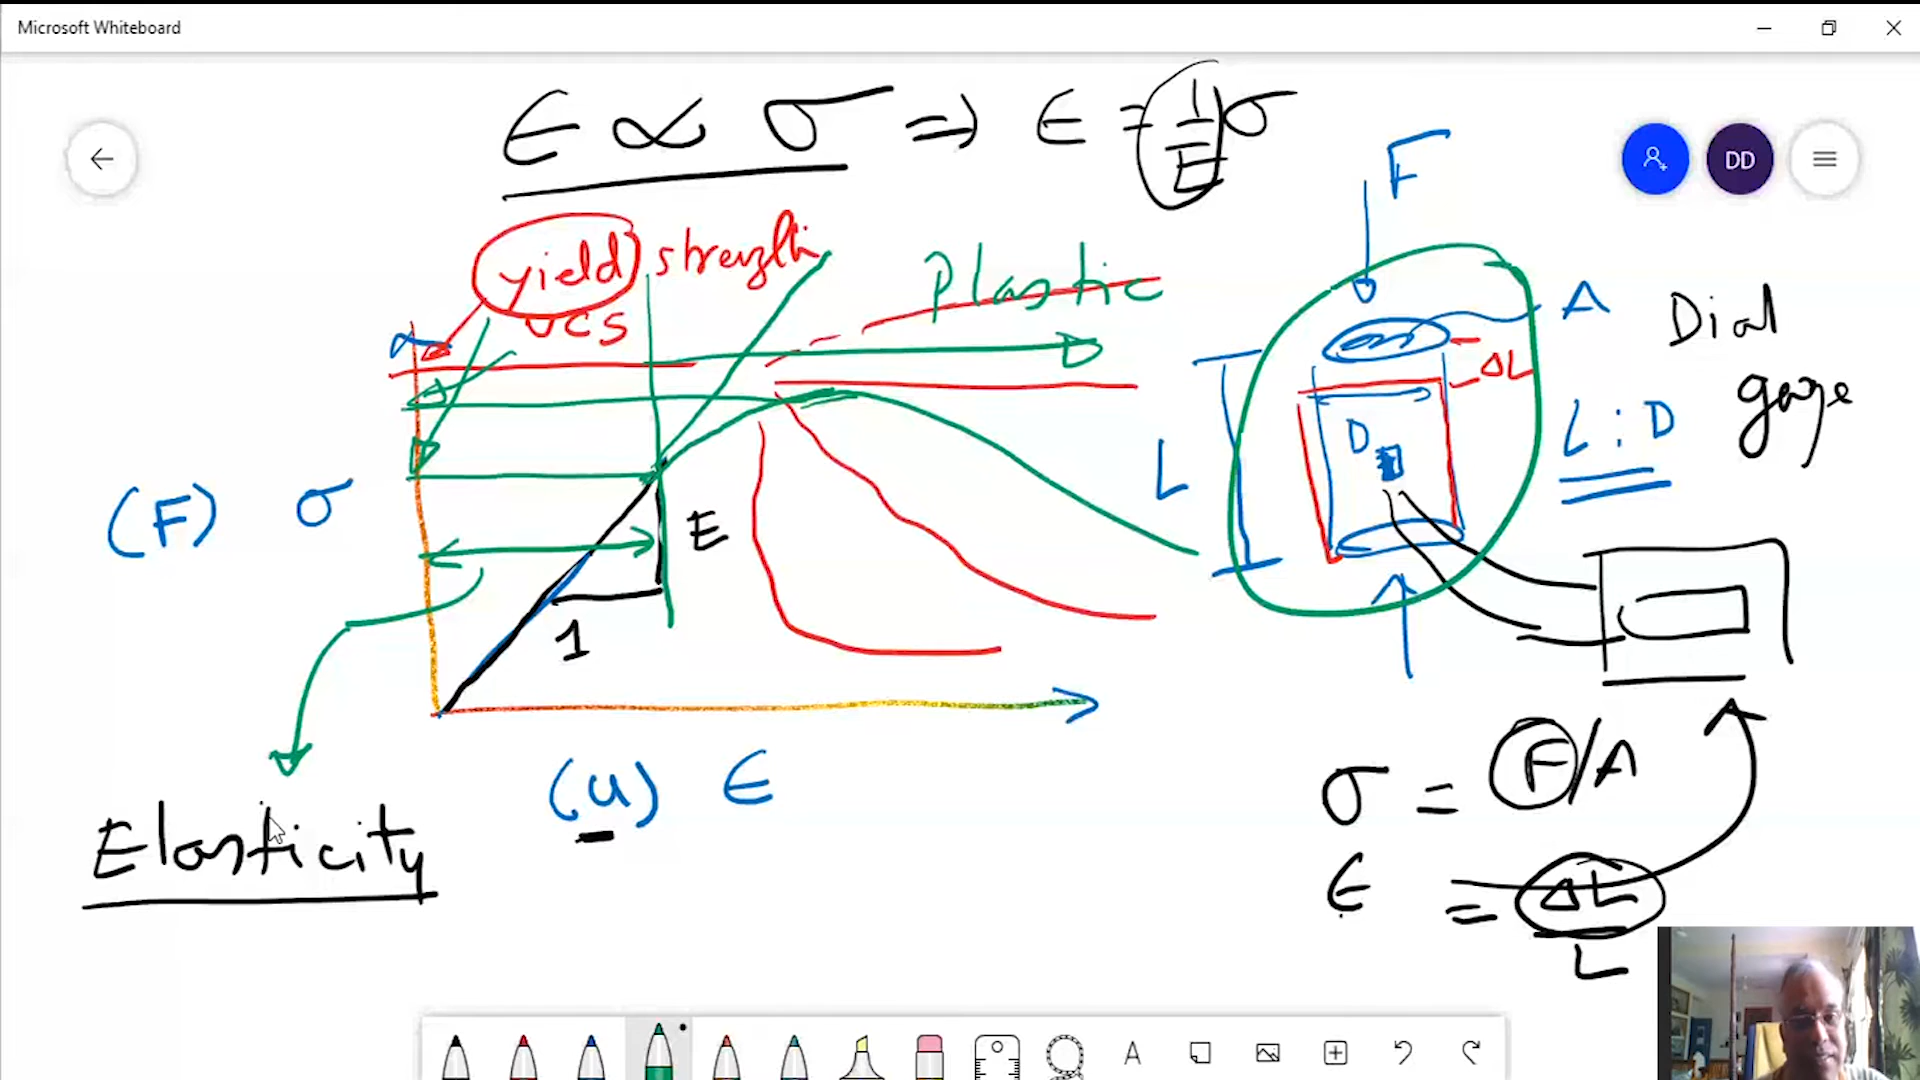 Microsoft Whiteboard
ϵ ∝ σ ⇒ ϵ = 1/E σ
DD
F
yield strength
UCS
Plastic
A
Dial
gage
ΔL
D
L : D
L
(F) σ
E
1
(u) ϵ
σ = F/A
Elasticity
ϵ = ΔL/L
A